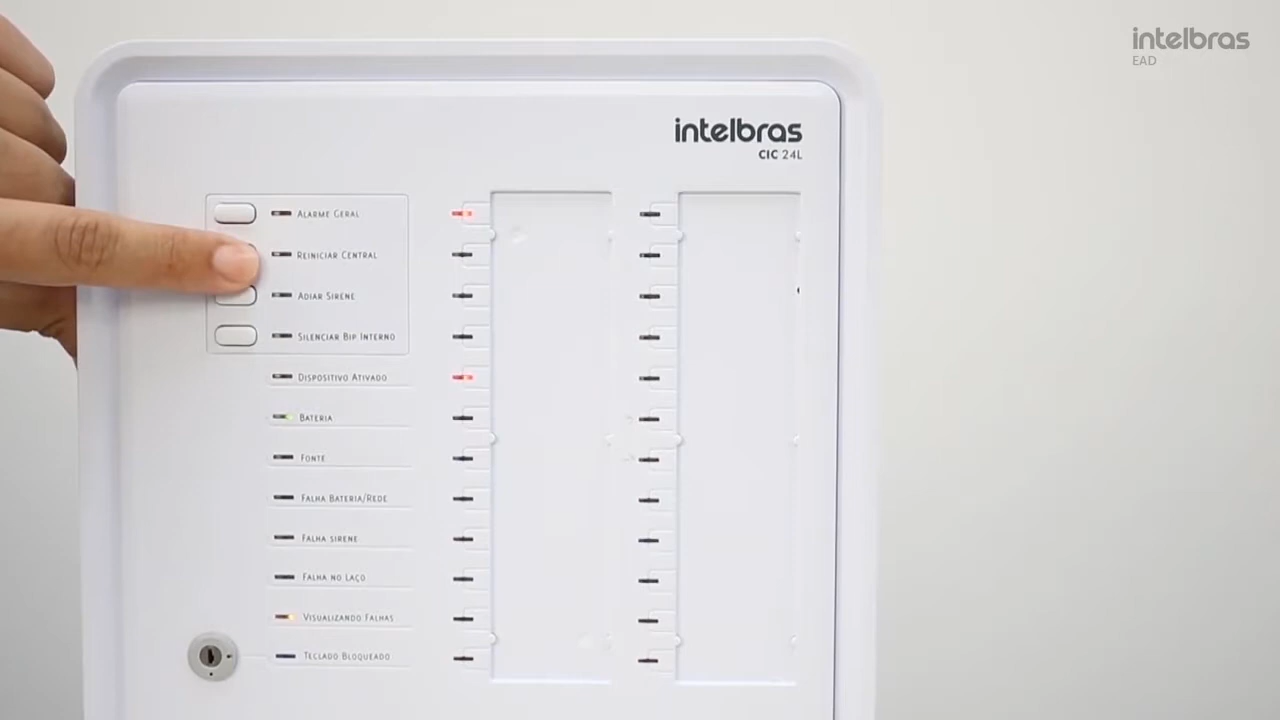 intelbras
EAD
intelbras
CIC 24L
ALARME GERAL
REINICIAR CENTRAL
ADIAR SIRENE
SILENCIAR BIP INTERNO
DISPOSITIVO ATIVADO
BATERIA
FONTE
FALHA BATERIA/REDE
FALHA SIRENE
FALHA NO LAÇO
VISUALIZANDO FALHAS
TECLADO BLOQUEADO